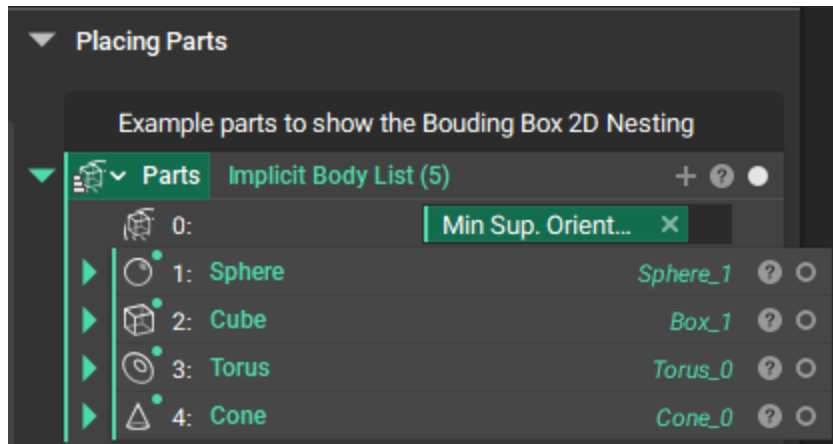 Placing Parts
Example parts to show the Bouding Box 2D Nesting
Parts Implicit Body List (5) + ?
0: Min Sup. Orient... ×
1: Sphere Sphere_1 ?
2: Cube Box_1 ?
3: Torus Torus_0 ?
4: Cone Cone_0 ?